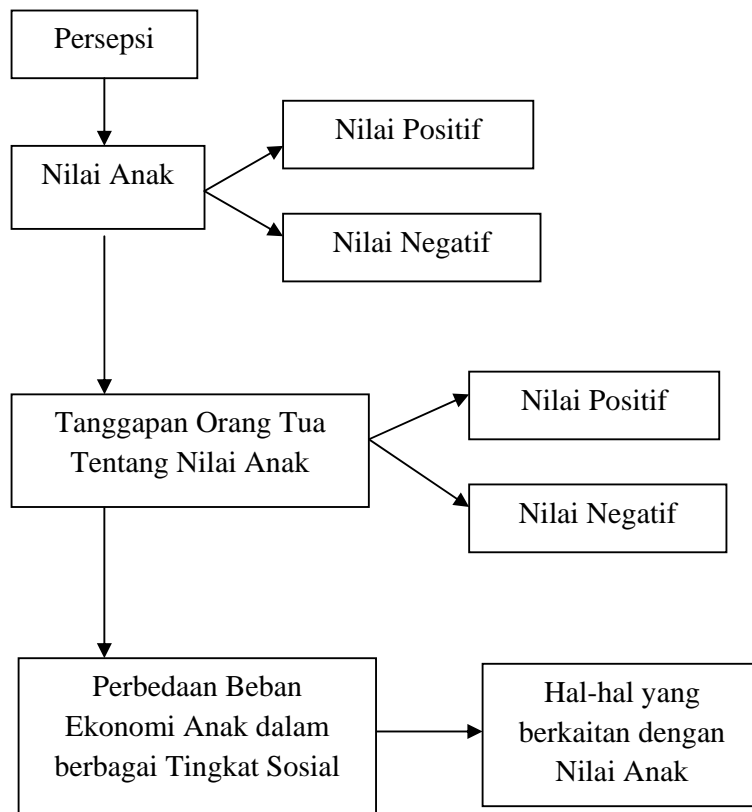 Persepsi
Nilai Positif
Nilai Anak
Nilai Negatif
Nilai Positif
Tanggapan Orang Tua
Tentang Nilai Anak
Nilai Negatif
Perbedaan Beban
Ekonomi Anak dalam
berbagai Tingkat Sosial
Hal-hal yang
berkaitan dengan
Nilai Anak